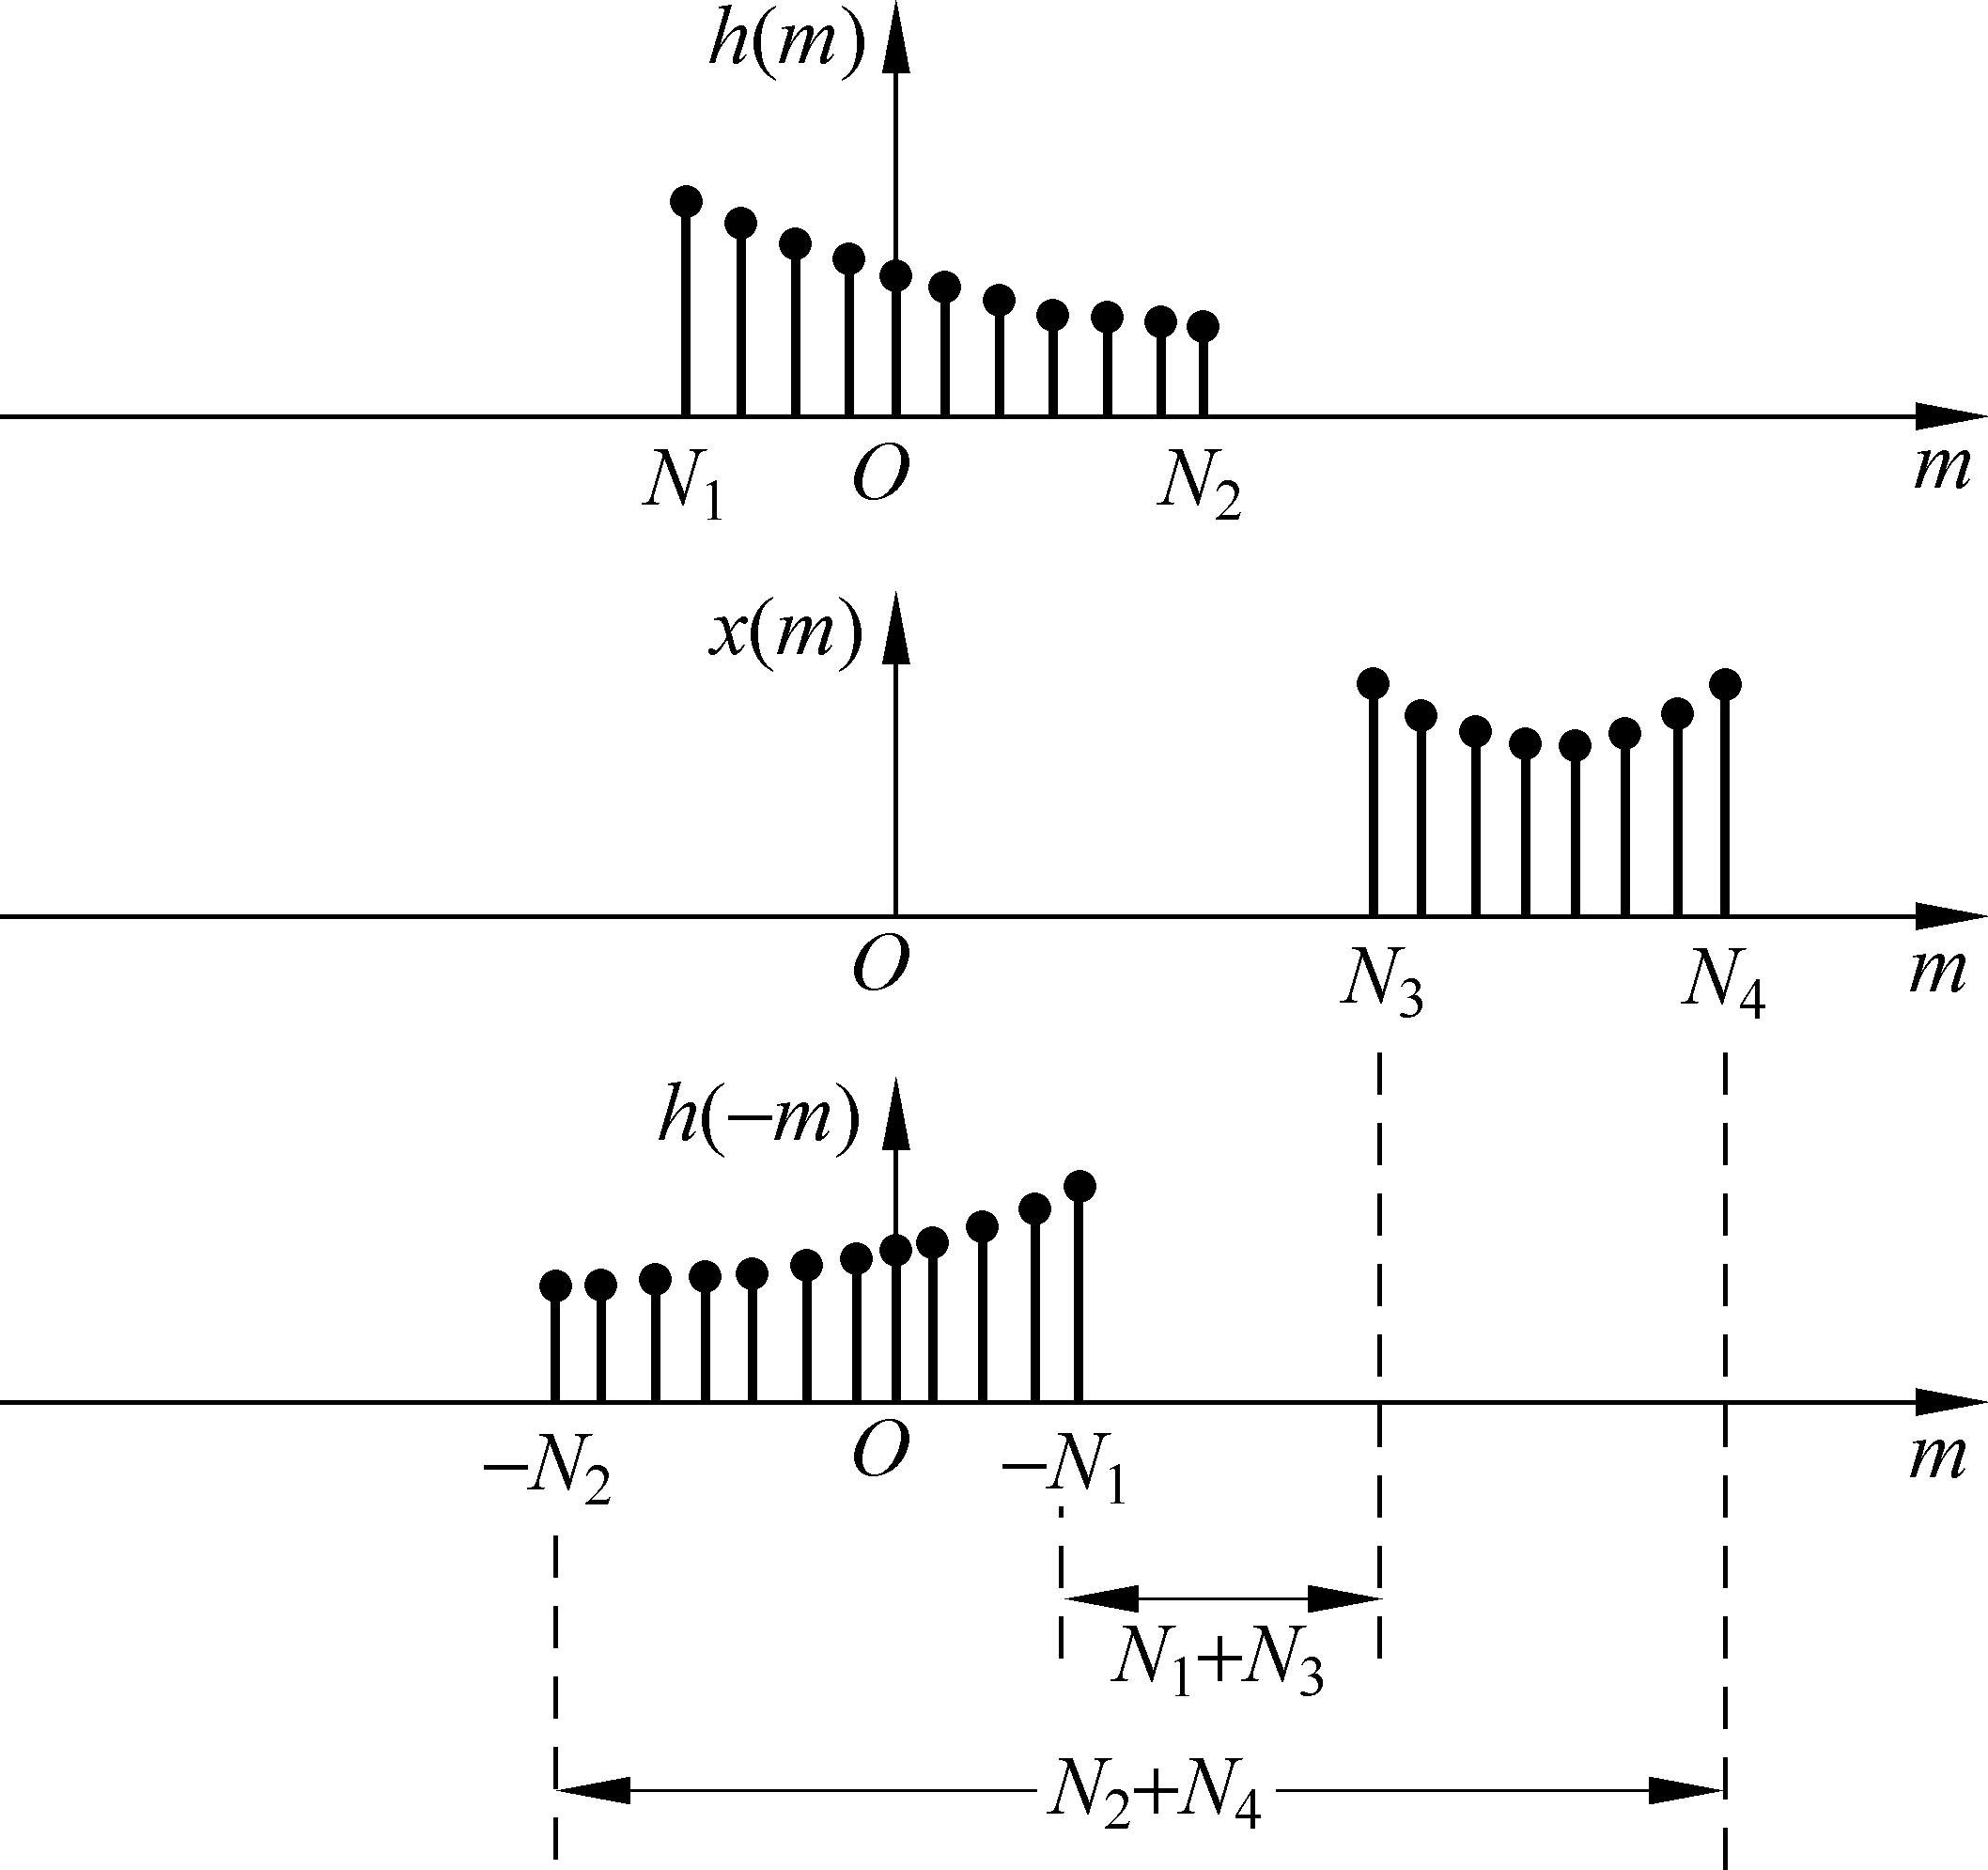 h(m)
N₁ O N₂ m
x(m)
O N₃ N₄ m
h(−m)
−N₂ O −N₁ m
N₁+N₃
N₂+N₄